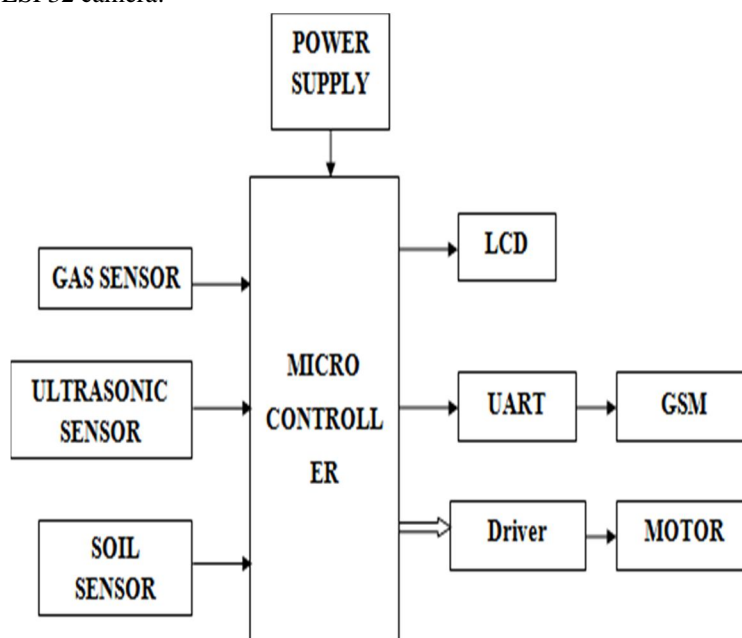 POWER
SUPPLY
GAS SENSOR
ULTRASONIC
SENSOR
SOIL
SENSOR
MICRO
CONTROLL
ER
LCD
UART
GSM
Driver
MOTOR